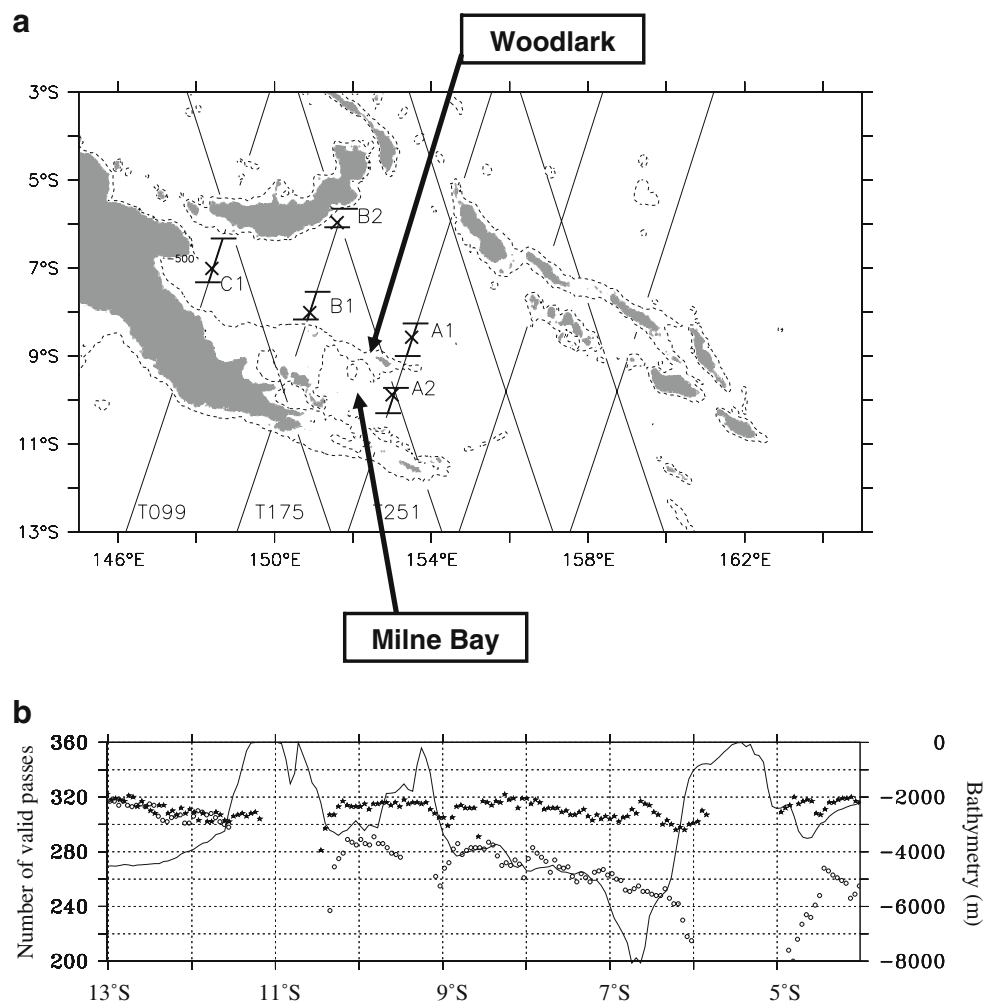 a
Woodlark
3°S
5°S
B2
7°S
-500
C1
B1
A1
9°S
A2
11°S
T099 T175 T251
13°S
146°E 150°E 154°E 158°E 162°E
Milne Bay
b
Number of valid passes
360
320
280
240
200
0
-2000
-4000
-6000
-8000
Bathymetry (m)
13°S 11°S 9°S 7°S 5°S